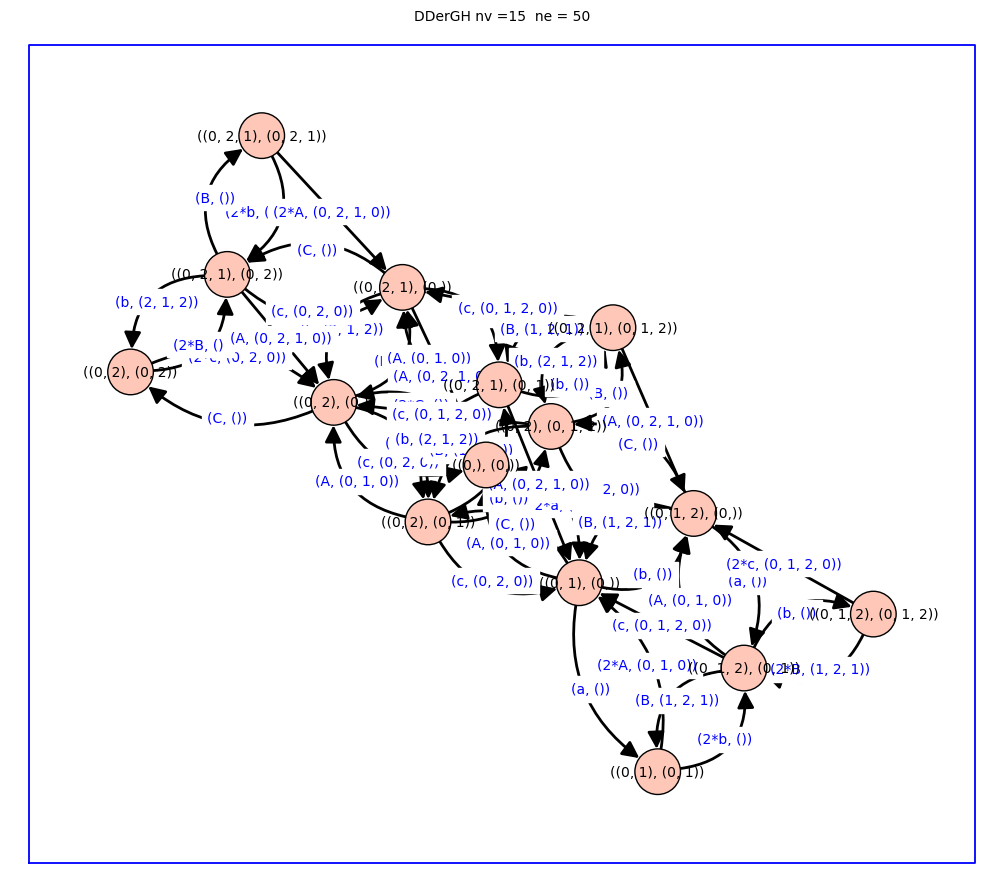 DDerGH nv =15  ne = 50
((0, 2, 1), (0, 2, 1))
(B, ())
(2*b, (
(2*A, (0, 2, 1, 0))
(C, ())
((0, 2, 1), (0, 2))
((0, 2, 1), (0,))
(b, (2, 1, 2))
(c, (0, 2, 0))
(c, (0, 1, 2, 0))
(B, (1, 2, 1))
((0, 2, 1), (0, 1, 2))
(A, (0, 2, 1, 0))
(2*B, ()
(2*c, (0, 2, 0))
(A, (0, 1, 0))
(b, (2, 1, 2))
((0, 2), (0, 2))
(A, (0, 2, 1, 0
((0, 2, 1), (0, 1))
(b, ())
B, ())
((0, 2), (0,
(c, (0, 1, 2, 0))
(C, ())
(A, (0, 2, 1, 0))
(b, (2, 1, 2))
(C, ())
(c, (0, 2, 0))
((0,), (0,))
(A, (0, 1, 0))
(A, (0, 2, 1, 0))
2, 0))
(b, ())
2*a,
((0, 2), (0, 1))
(C, ())
(B, (1, 2, 1))
((0, 1, 2), (0,))
(A, (0, 1, 0))
(2*c, (0, 1, 2, 0))
(c, (0, 2, 0))
((0, 1), (0,))
(b, ())
(a, ())
(A, (0, 1, 0))
(b, ())
((0, 1, 2), (0, 1, 2))
(c, (0, 1, 2, 0))
(2*A, (0, 1, 0))
((0, 1, 2), (0, 1))
(2*B, (1, 2, 1))
(a, ())
(B, (1, 2, 1))
(2*b, ())
((0, 1), (0, 1))